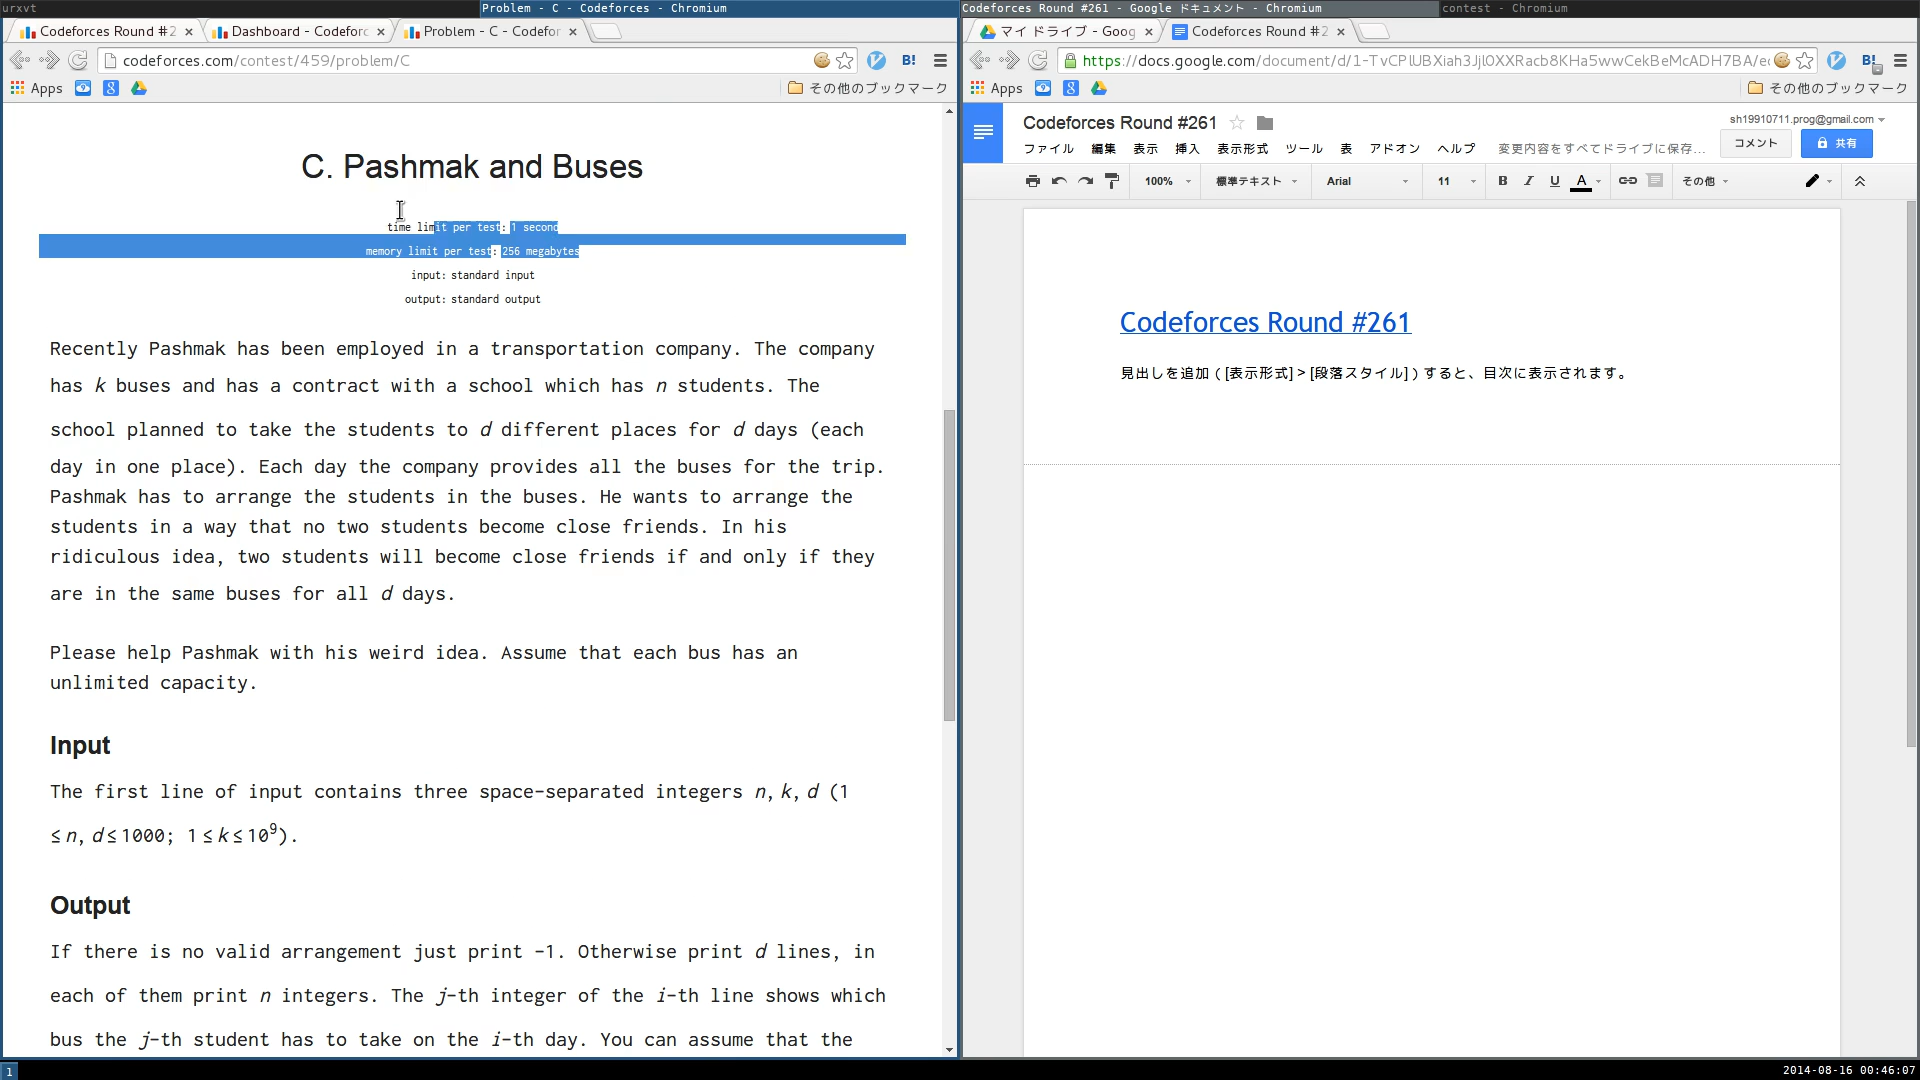 urxvt
Problem - C - Codeforces - Chromium
Codeforces Round #261 - Google ドキュメント - Chromium
contest - Chromium
Codeforces Round #2
Dashboard - Codeforc
Problem - C - Codefor
codeforces.com/contest/459/problem/C
B!
Apps
その他のブックマーク
C. Pashmak and Buses
time limit per test: 1 second
memory limit per test: 256 megabytes
input: standard input
output: standard output
Recently Pashmak has been employed in a transportation company. The company
has k buses and has a contract with a school which has n students. The
school planned to take the students to d different places for d days (each
day in one place). Each day the company provides all the buses for the trip.
Pashmak has to arrange the students in the buses. He wants to arrange the
students in a way that no two students become close friends. In his
ridiculous idea, two students will become close friends if and only if they
are in the same buses for all d days.
Please help Pashmak with his weird idea. Assume that each bus has an
unlimited capacity.
Input
The first line of input contains three space-separated integers n, k, d (1
≤ n, d ≤ 1000; 1 ≤ k ≤ 10⁹).
Output
If there is no valid arrangement just print -1. Otherwise print d lines, in
each of them print n integers. The j-th integer of the i-th line shows which
bus the j-th student has to take on the i-th day. You can assume that the
マイ ドライブ - Goog
Codeforces Round #2
B!
Apps
その他のブックマーク
Codeforces Round #261
sh19910711.prog@gmail.com
ファイル 編集 表示 挿入 表示形式 ツール 表 アドオン ヘルプ 変更内容をすべてドライブに保存...
コメント
共有
100% 標準テキスト Arial 11 B I U A その他
Codeforces Round #261
見出しを追加 ( [表示形式] > [段落スタイル] ) すると、目次に表示されます。
1
2014-08-16 00:46:07